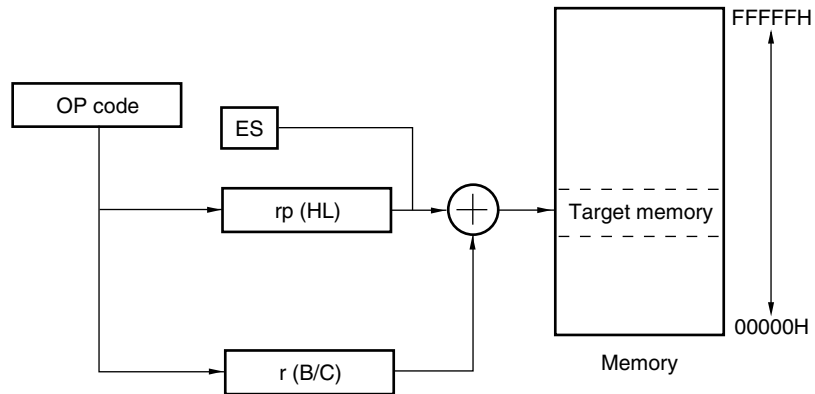 FFFFFH
OP code
ES
rp (HL)
Target memory
r (B/C)
00000H
Memory